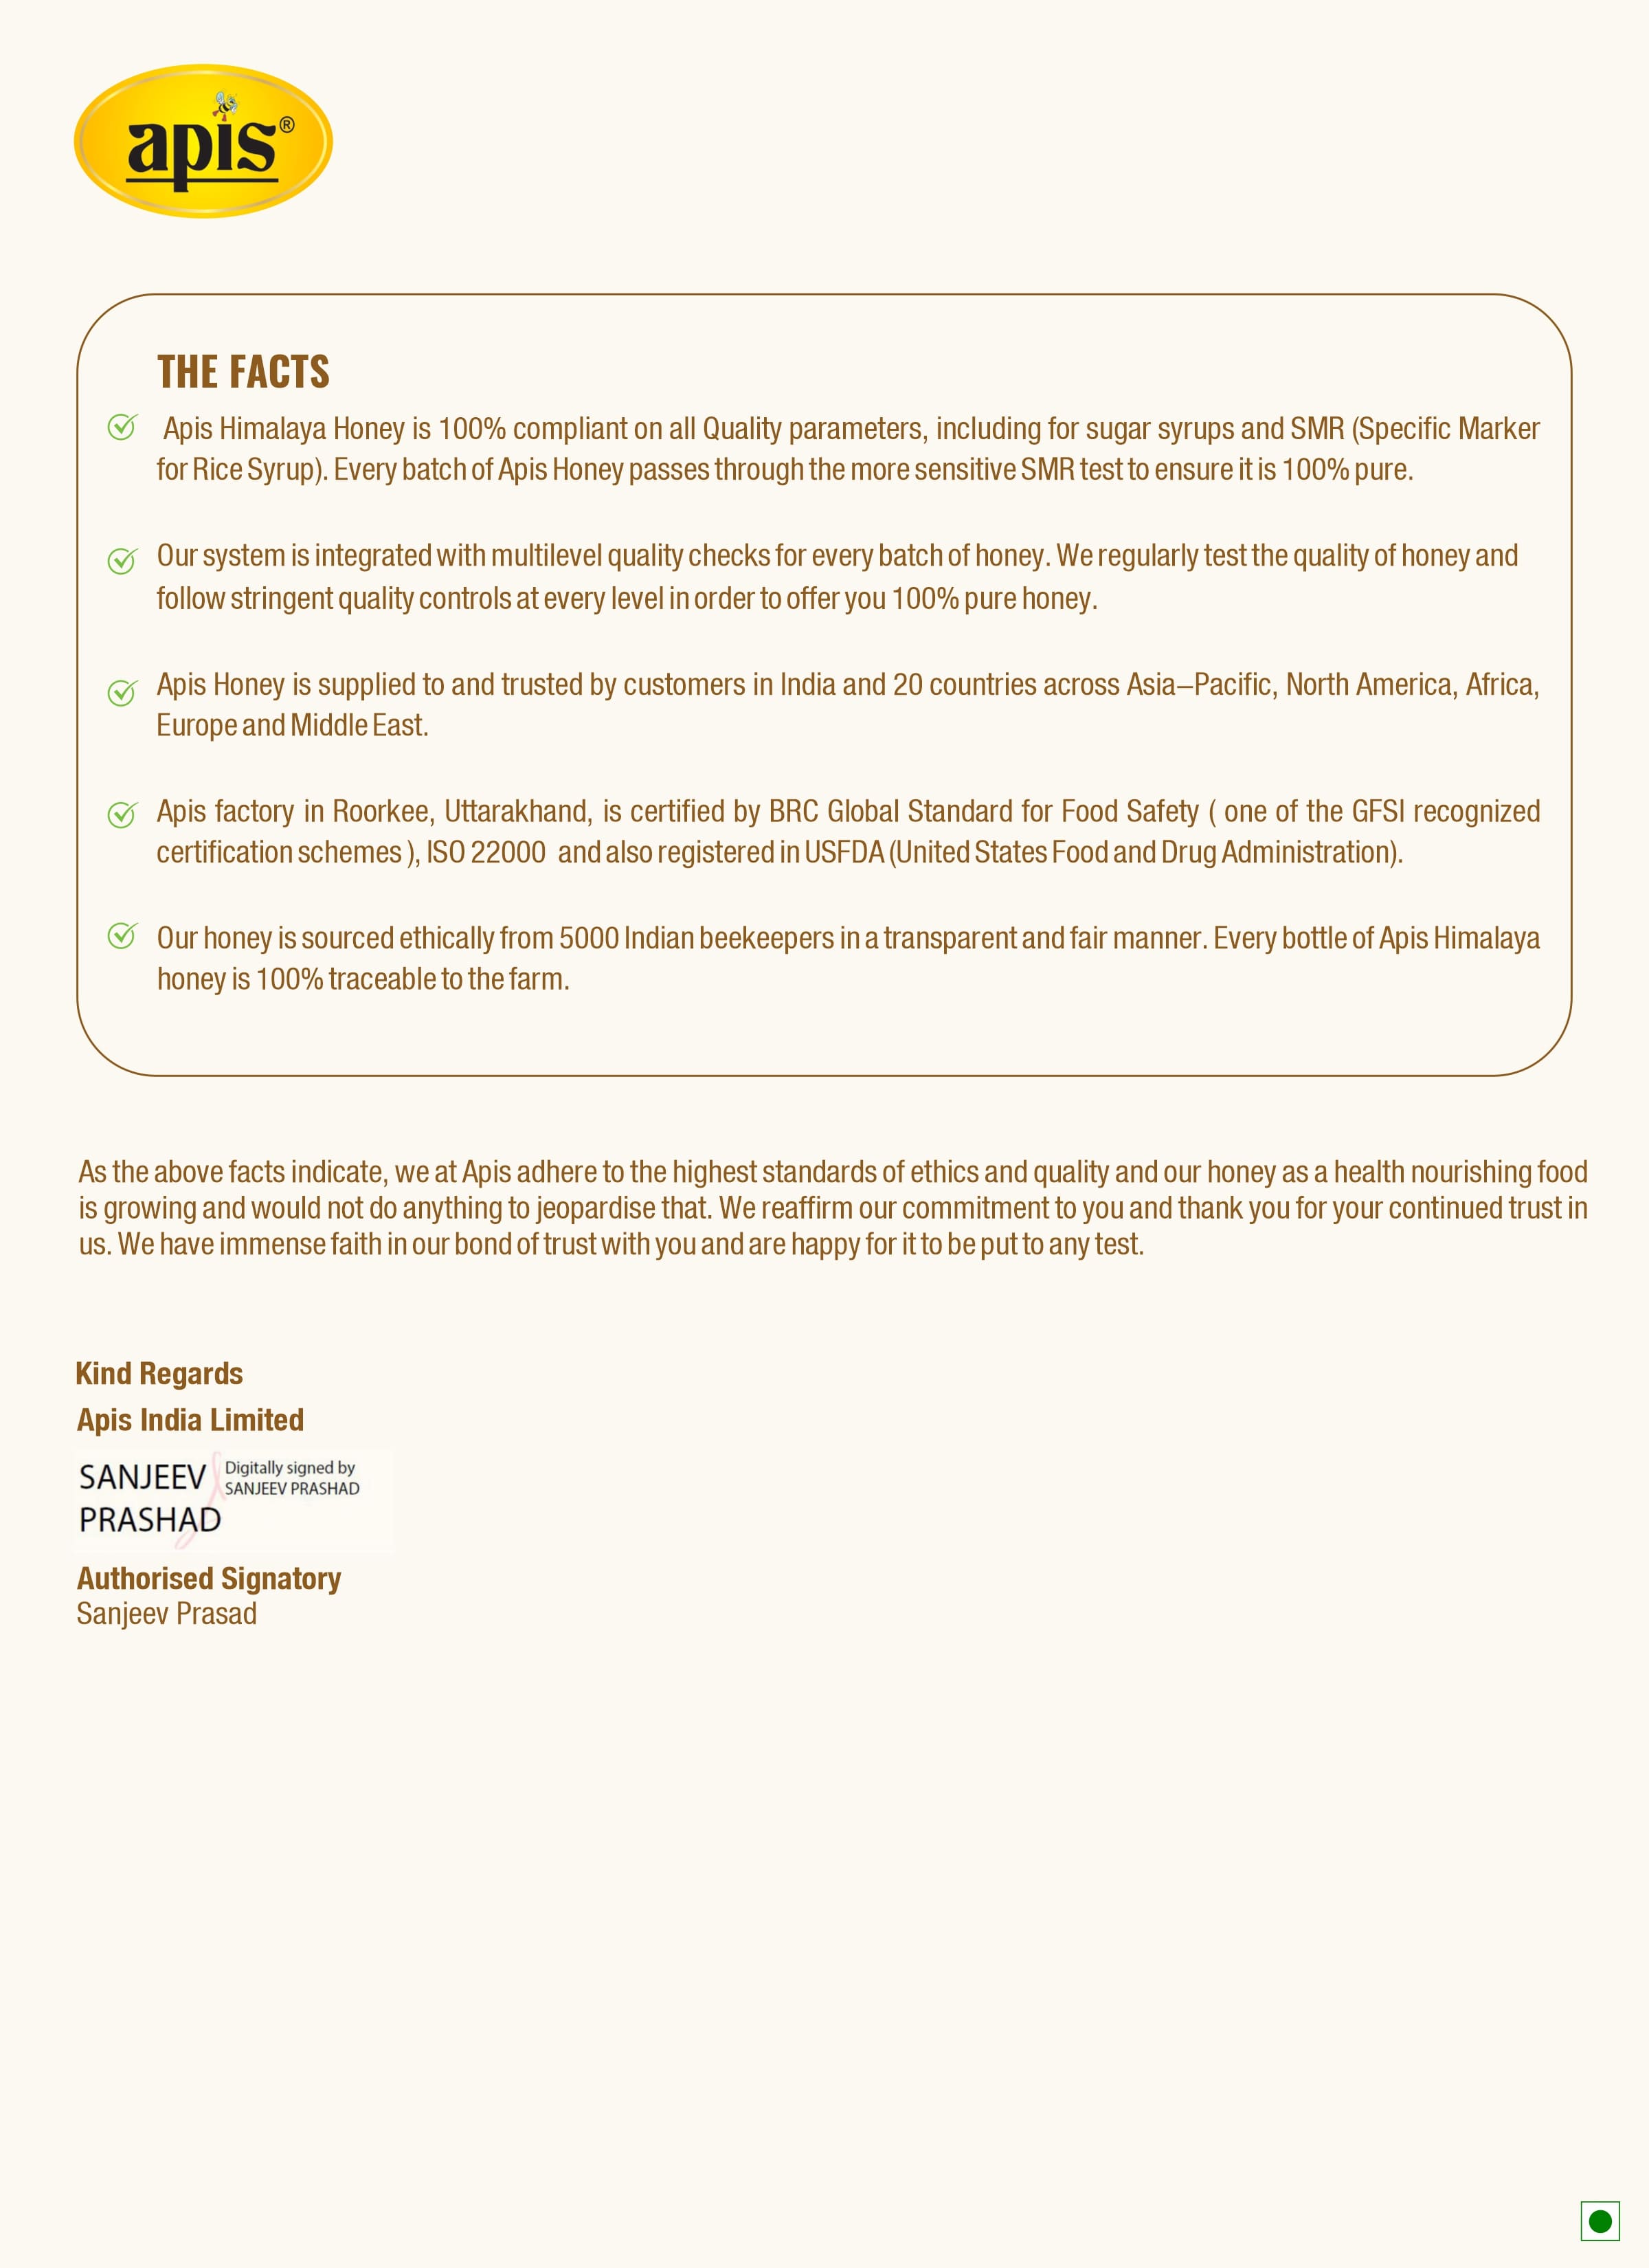 apis®
THE FACTS
Apis Himalaya Honey is 100% compliant on all Quality parameters, including for sugar syrups and SMR (Specific Marker
for Rice Syrup). Every batch of Apis Honey passes through the more sensitive SMR test to ensure it is 100% pure.
Our system is integrated with multilevel quality checks for every batch of honey. We regularly test the quality of honey and
follow stringent quality controls at every level in order to offer you 100% pure honey.
Apis Honey is supplied to and trusted by customers in India and 20 countries across Asia–Pacific, North America, Africa,
Europe and Middle East.
Apis factory in Roorkee, Uttarakhand, is certified by BRC Global Standard for Food Safety ( one of the GFSI recognized
certification schemes ), ISO 22000 and also registered in USFDA (United States Food and Drug Administration).
Our honey is sourced ethically from 5000 Indian beekeepers in a transparent and fair manner. Every bottle of Apis Himalaya
honey is 100% traceable to the farm.
As the above facts indicate, we at Apis adhere to the highest standards of ethics and quality and our honey as a health nourishing food
is growing and would not do anything to jeopardise that. We reaffirm our commitment to you and thank you for your continued trust in
us. We have immense faith in our bond of trust with you and are happy for it to be put to any test.
Kind Regards
Apis India Limited
SANJEEV
PRASHAD
Digitally signed by
SANJEEV PRASHAD
Authorised Signatory
Sanjeev Prasad